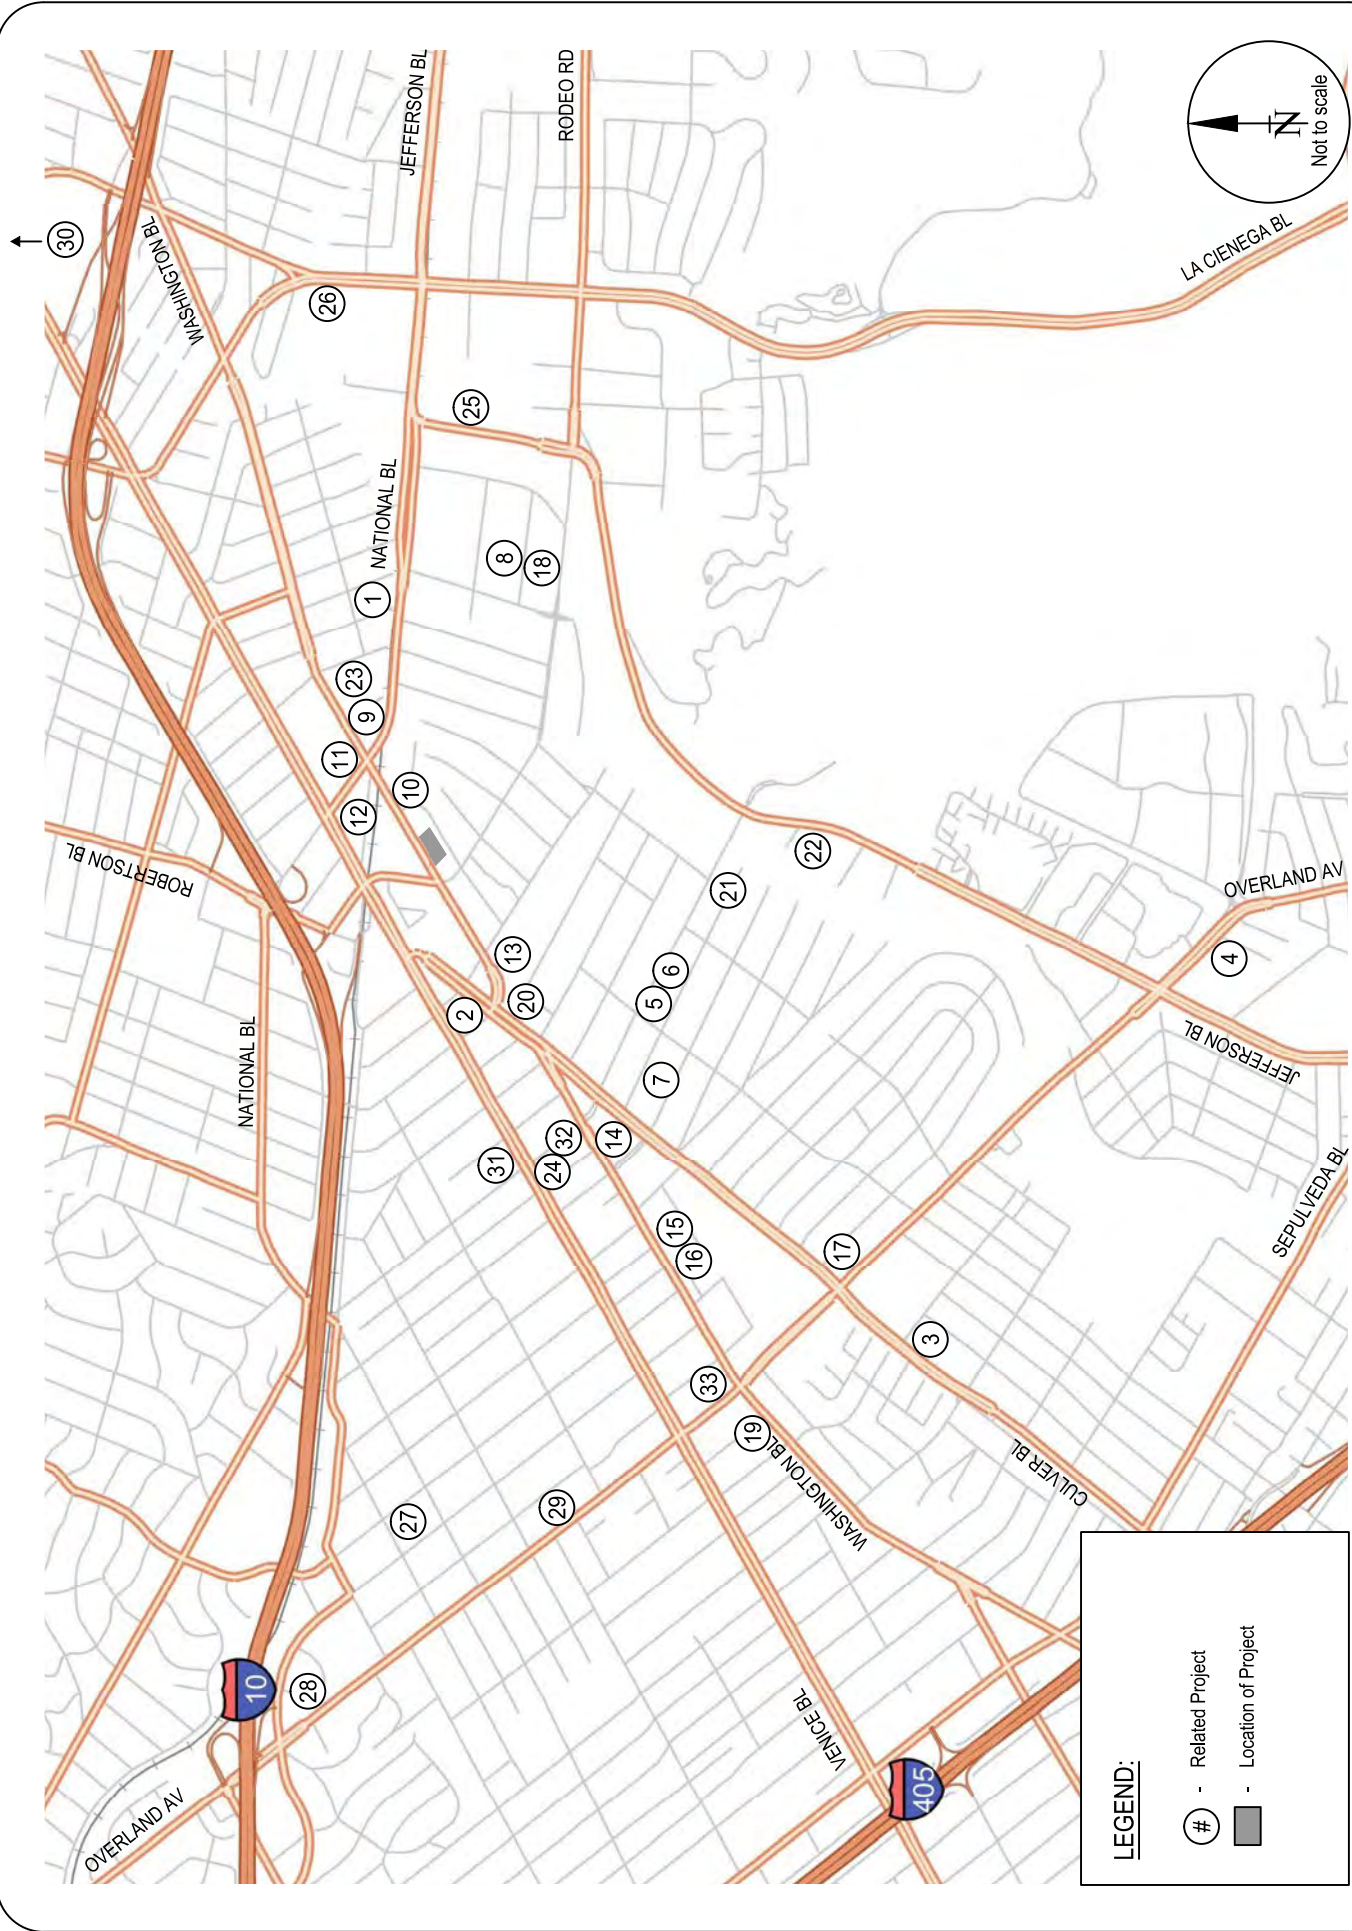 30
WASHINGTON BL
JEFFERSON BL
RODEO RD
N
Not to scale
LA CIENEGA BL
26
25
NATIONAL BL
8
18
1
23
9
11
10
12
ROBERTSON BL
22
21
OVERLAND AV
4
13
6
5
20
2
NATIONAL BL
7
JEFFERSON BL
32
14
31
24
SEPULVEDA BL
15
16
17
3
33
19
WASHINGTON BL
CULVER BL
29
27
10
28
VENICE BL
405
OVERLAND AV
LEGEND:
# - Related Project
- Location of Project